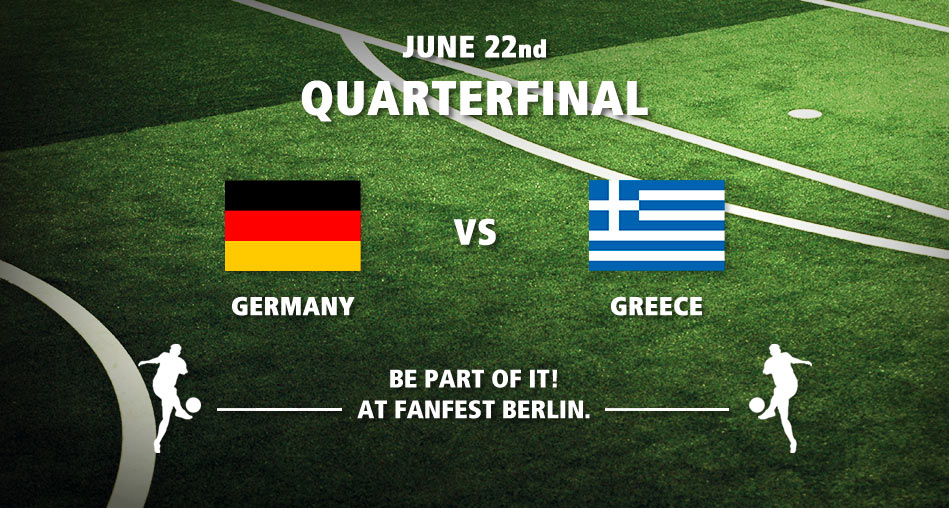 JUNE 22nd
QUARTERFINAL
VS
GERMANY
GREECE
BE PART OF IT!
AT FANFEST BERLIN.